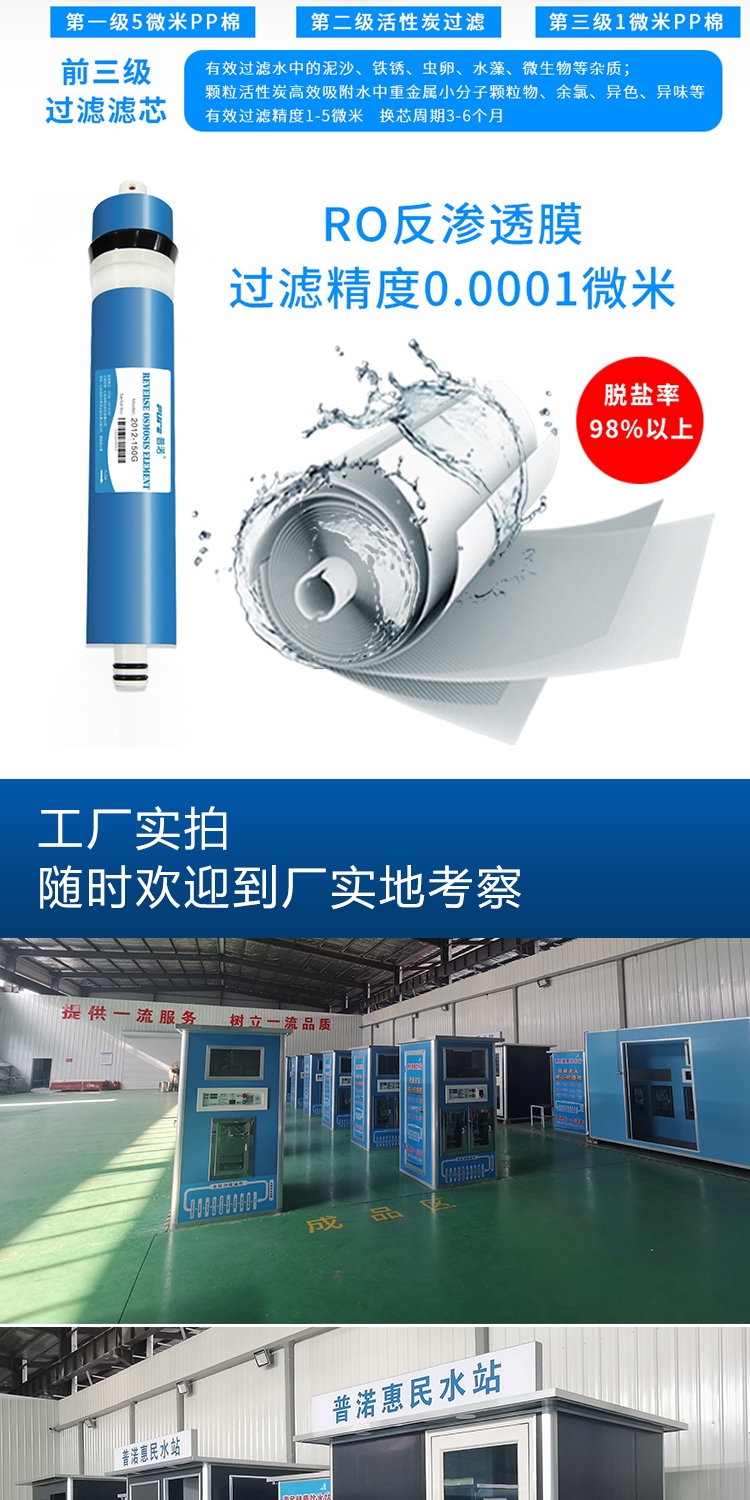 第一级5微米PP棉
第二级活性炭过滤
第三级1微米PP棉
前三级
过滤滤芯
有效过滤水中的泥沙、铁锈、虫卵、水藻、微生物等杂质；
颗粒活性炭高效吸附水中重金属小分子颗粒物、余氯、异色、异味等
有效过滤精度1-5微米 换芯周期3-6个月
RO反渗透膜
过滤精度0.0001微米
脱盐率
98%以上
Pure 普诺
REVERSE OSMOSIS ELEMENT
Model: 2012-150G
Serial No:
工厂实拍
随时欢迎到厂实地考察
提供一流服务 树立一流品质
成品区
普渃惠民水站
普渃惠民水站